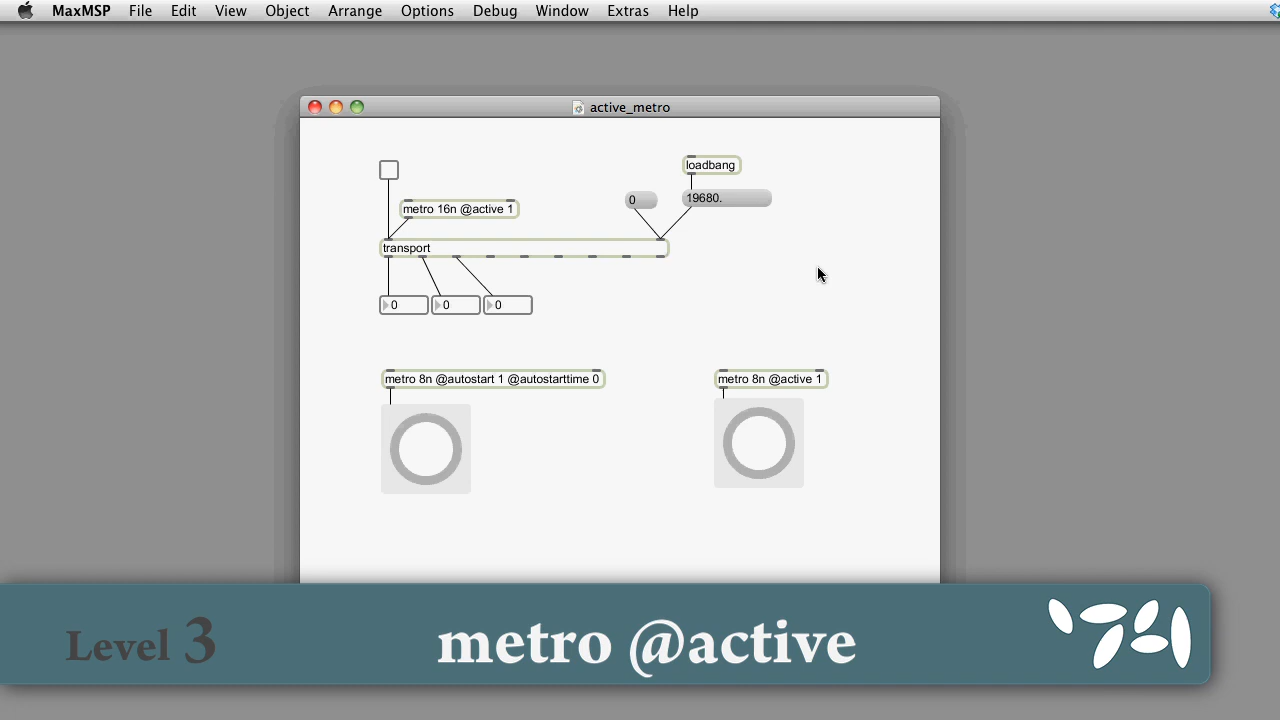 MaxMSP File Edit View Object Arrange Options Debug Window Extras Help
active_metro
loadbang
0 19680.
metro 16n @active 1
transport
0 0 0
metro 8n @autostart 1 @autostarttime 0 metro 8n @active 1
Level 3 metro @active